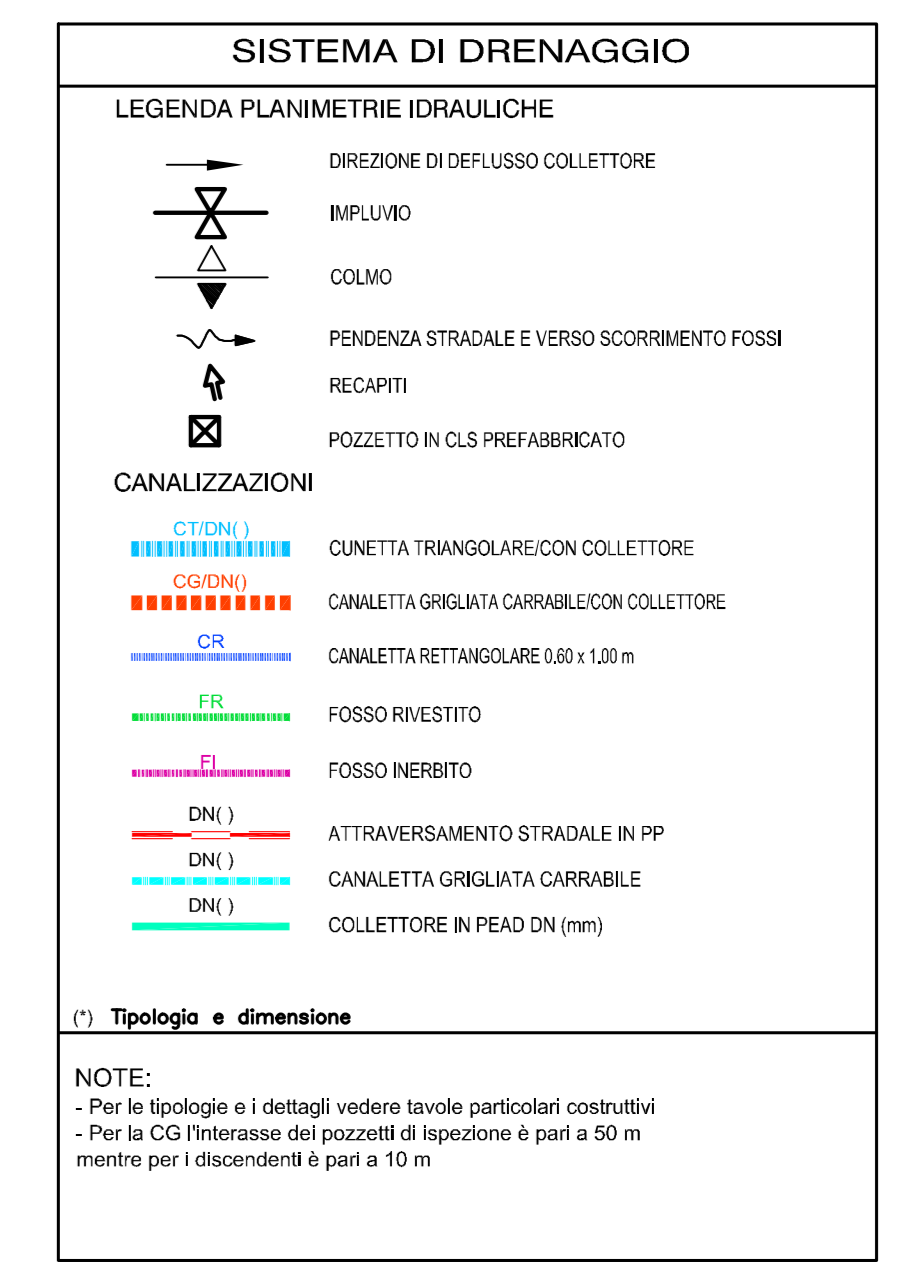 SISTEMA DI DRENAGGIO
LEGENDA PLANIMETRIE IDRAULICHE
DIREZIONE DI DEFLUSSO COLLETTORE
IMPLUVIO
COLMO
PENDENZA STRADALE E VERSO SCORRIMENTO FOSSI
RECAPITI
POZZETTO IN CLS PREFABBRICATO
CANALIZZAZIONI
CT/DN( )
CUNETTA TRIANGOLARE/CON COLLETTORE
CG/DN()
CANALETTA GRIGLIATA CARRABILE/CON COLLETTORE
CR
CANALETTA RETTANGOLARE 0.60 x 1.00 m
FR
FOSSO RIVESTITO
FI
FOSSO INERBITO
DN( )
ATTRAVERSAMENTO STRADALE IN PP
DN( )
CANALETTA GRIGLIATA CARRABILE
DN( )
COLLETTORE IN PEAD DN (mm)
(*) Tipologia e dimensione
NOTE:
- Per le tipologie e i dettagli vedere tavole particolari costruttivi
- Per la CG l'interasse dei pozzetti di ispezione è pari a 50 m
mentre per i discendenti è pari a 10 m